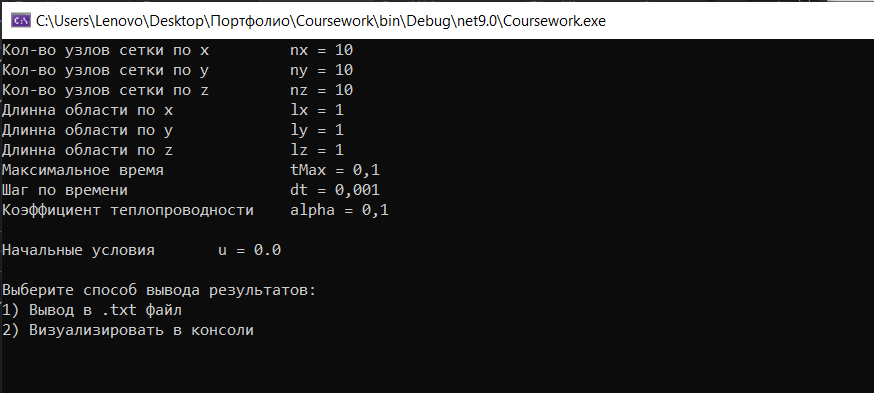 C:\Users\Lenovo\Desktop\Портфолио\Coursework\bin\Debug\net9.0\Coursework.exe
Кол-во узлов сетки по x nx = 10
Кол-во узлов сетки по y ny = 10
Кол-во узлов сетки по z nz = 10
Длинна области по x lx = 1
Длинна области по y ly = 1
Длинна области по z lz = 1
Максимальное время tMax = 0,1
Шаг по времени dt = 0,001
Коэффициент теплопроводности alpha = 0,1
Начальные условия u = 0.0
Выберите способ вывода результатов:
1) Вывод в .txt файл
2) Визуализировать в консоли